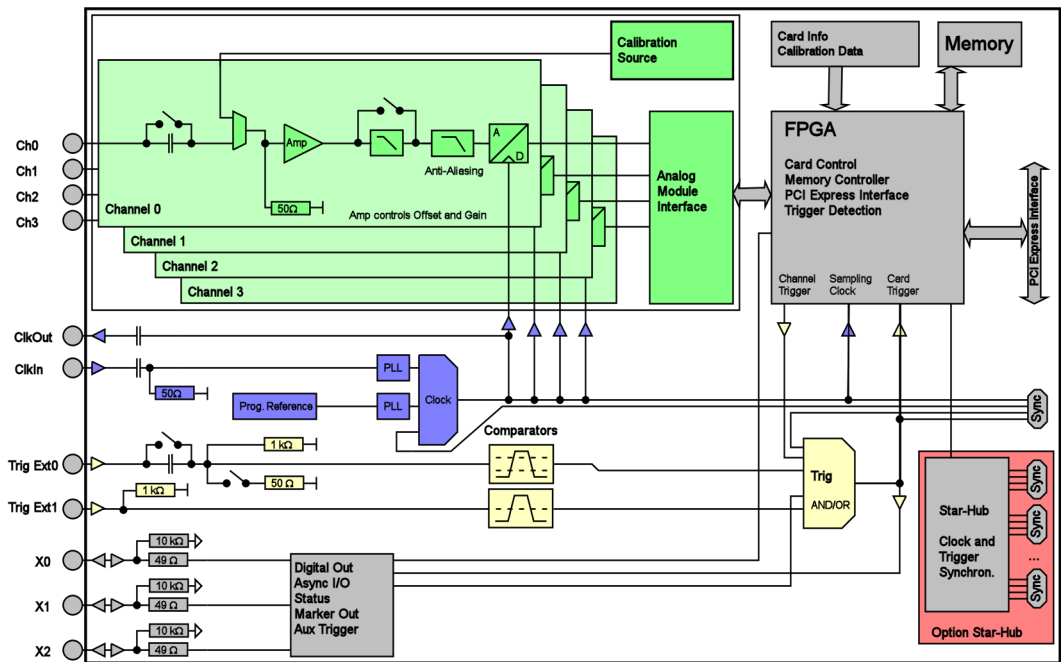 Calibration
Source
Card Info
Calibration Data
Memory
Ch0
Ch1
Ch2
Ch3
Amp
A
D
Anti-Aliasing
50Ω
Amp controls Offset and Gain
Channel 0
Channel 1
Channel 2
Channel 3
Analog
Module
Interface
FPGA
Card Control
Memory Controller
PCI Express Interface
Trigger Detection
Channel
Trigger
Sampling
Clock
Card
Trigger
PCI Express Interface
ClkOut
ClkIn
50Ω
PLL
Prog. Reference
PLL
Clock
Sync
Trig Ext0
1 kΩ
50 Ω
Comparators
Trig Ext1
1 kΩ
Trig
AND/OR
X0
10 kΩ
49 Ω
X1
10 kΩ
49 Ω
X2
10 kΩ
49 Ω
Digital Out
Async I/O
Status
Marker Out
Aux Trigger
Star-Hub
Clock and
Trigger
Synchron.
Sync
Sync
...
Sync
Option Star-Hub